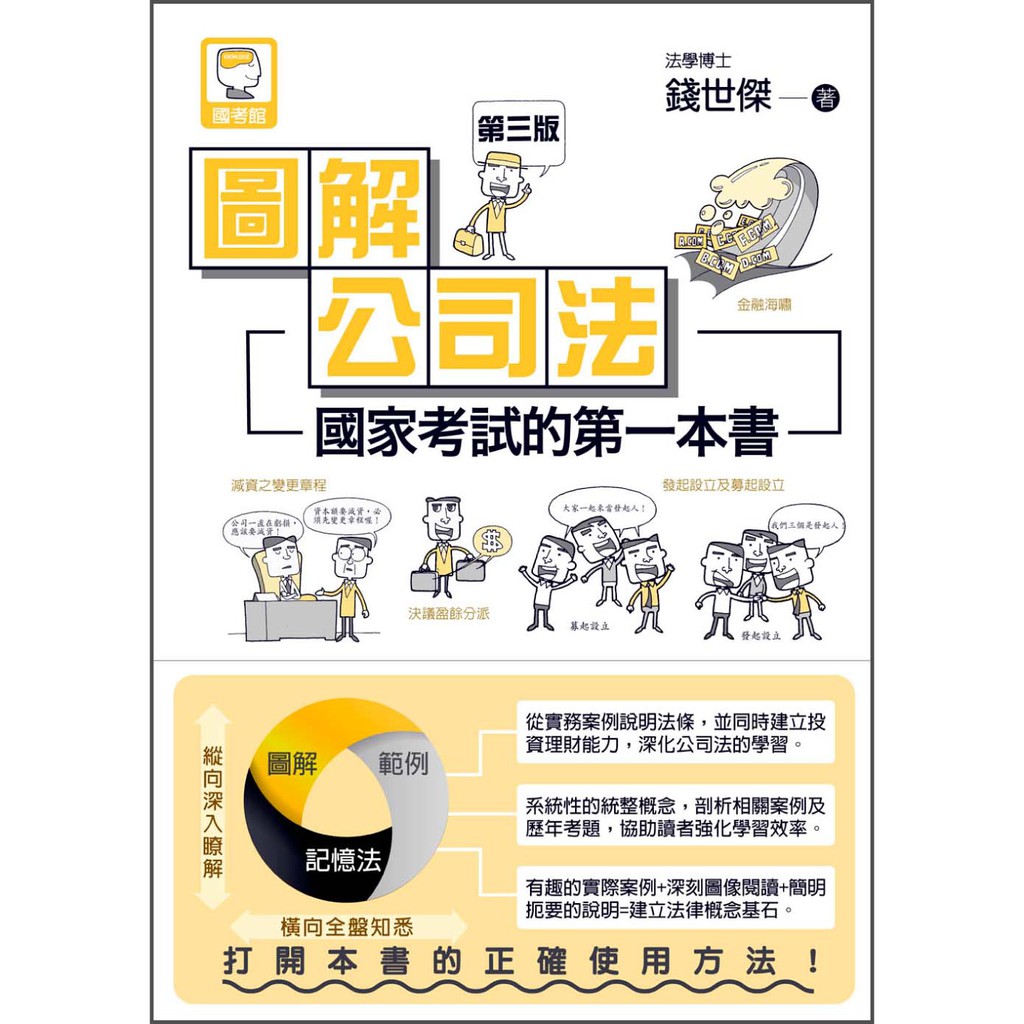 國考館
法學博士
錢世傑 著
第三版
圖解
公司法
國家考試的第一本書
B.COM
F.COM
B.COM
D.COM
金融海嘯
減資之變更章程
公司一直在虧損,
應該要減資!
資本額要減資,必
須先變更章程喔!
決議盈餘分派
發起設立及募起設立
大家一起來當發起人!
募起設立
我們三個是發起人!
發起設立
縱向深入瞭解
圖解
範例
記憶法
橫向全盤知悉
從實務案例說明法條,並同時建立投
資理財能力,深化公司法的學習。
系統性的統整概念,剖析相關案例及
歷年考題,協助讀者強化學習效率。
有趣的實際案例+深刻圖像閱讀+簡明
扼要的說明=建立法律概念基石。
打開本書的正確使用方法!